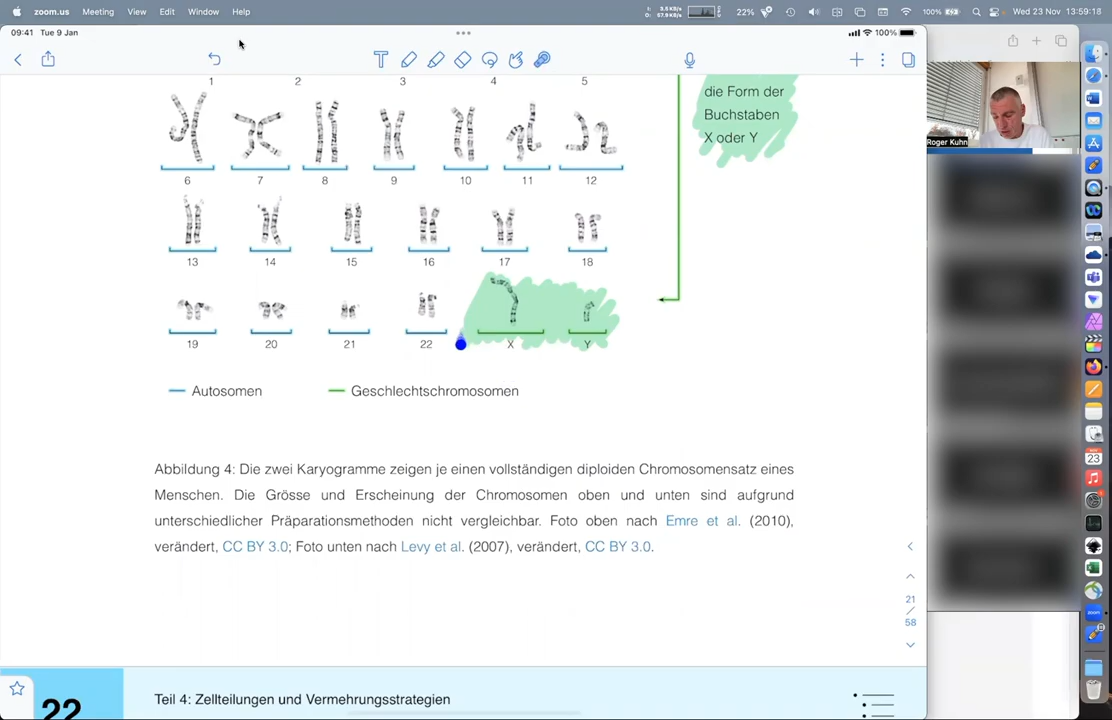 zoom.us Meeting View Edit Window Help
22% 100% Wed 23 Nov 13:59:18
09:41 Tue 9 Jan
100%
1 2 3 4 5
die Form der
Buchstaben
X oder Y
Roger Kuhn
6 7 8 9 10 11 12
13 14 15 16 17 18
19 20 21 22 X Y
Autosomen Geschlechtschromosomen
Abbildung 4: Die zwei Karyogramme zeigen je einen vollständigen diploiden Chromosomensatz eines
Menschen. Die Grösse und Erscheinung der Chromosomen oben und unten sind aufgrund
unterschiedlicher Präparationsmethoden nicht vergleichbar. Foto oben nach Emre et al. (2010),
verändert, CC BY 3.0; Foto unten nach Levy et al. (2007), verändert, CC BY 3.0.
21
/
58
22
Teil 4: Zellteilungen und Vermehrungsstrategien